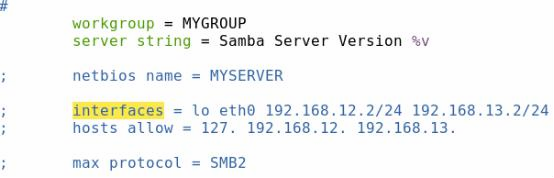 #
workgroup = MYGROUP
server string = Samba Server Version %v
; netbios name = MYSERVER
; interfaces = lo eth0 192.168.12.2/24 192.168.13.2/24
; hosts allow = 127. 192.168.12. 192.168.13.
; max protocol = SMB2